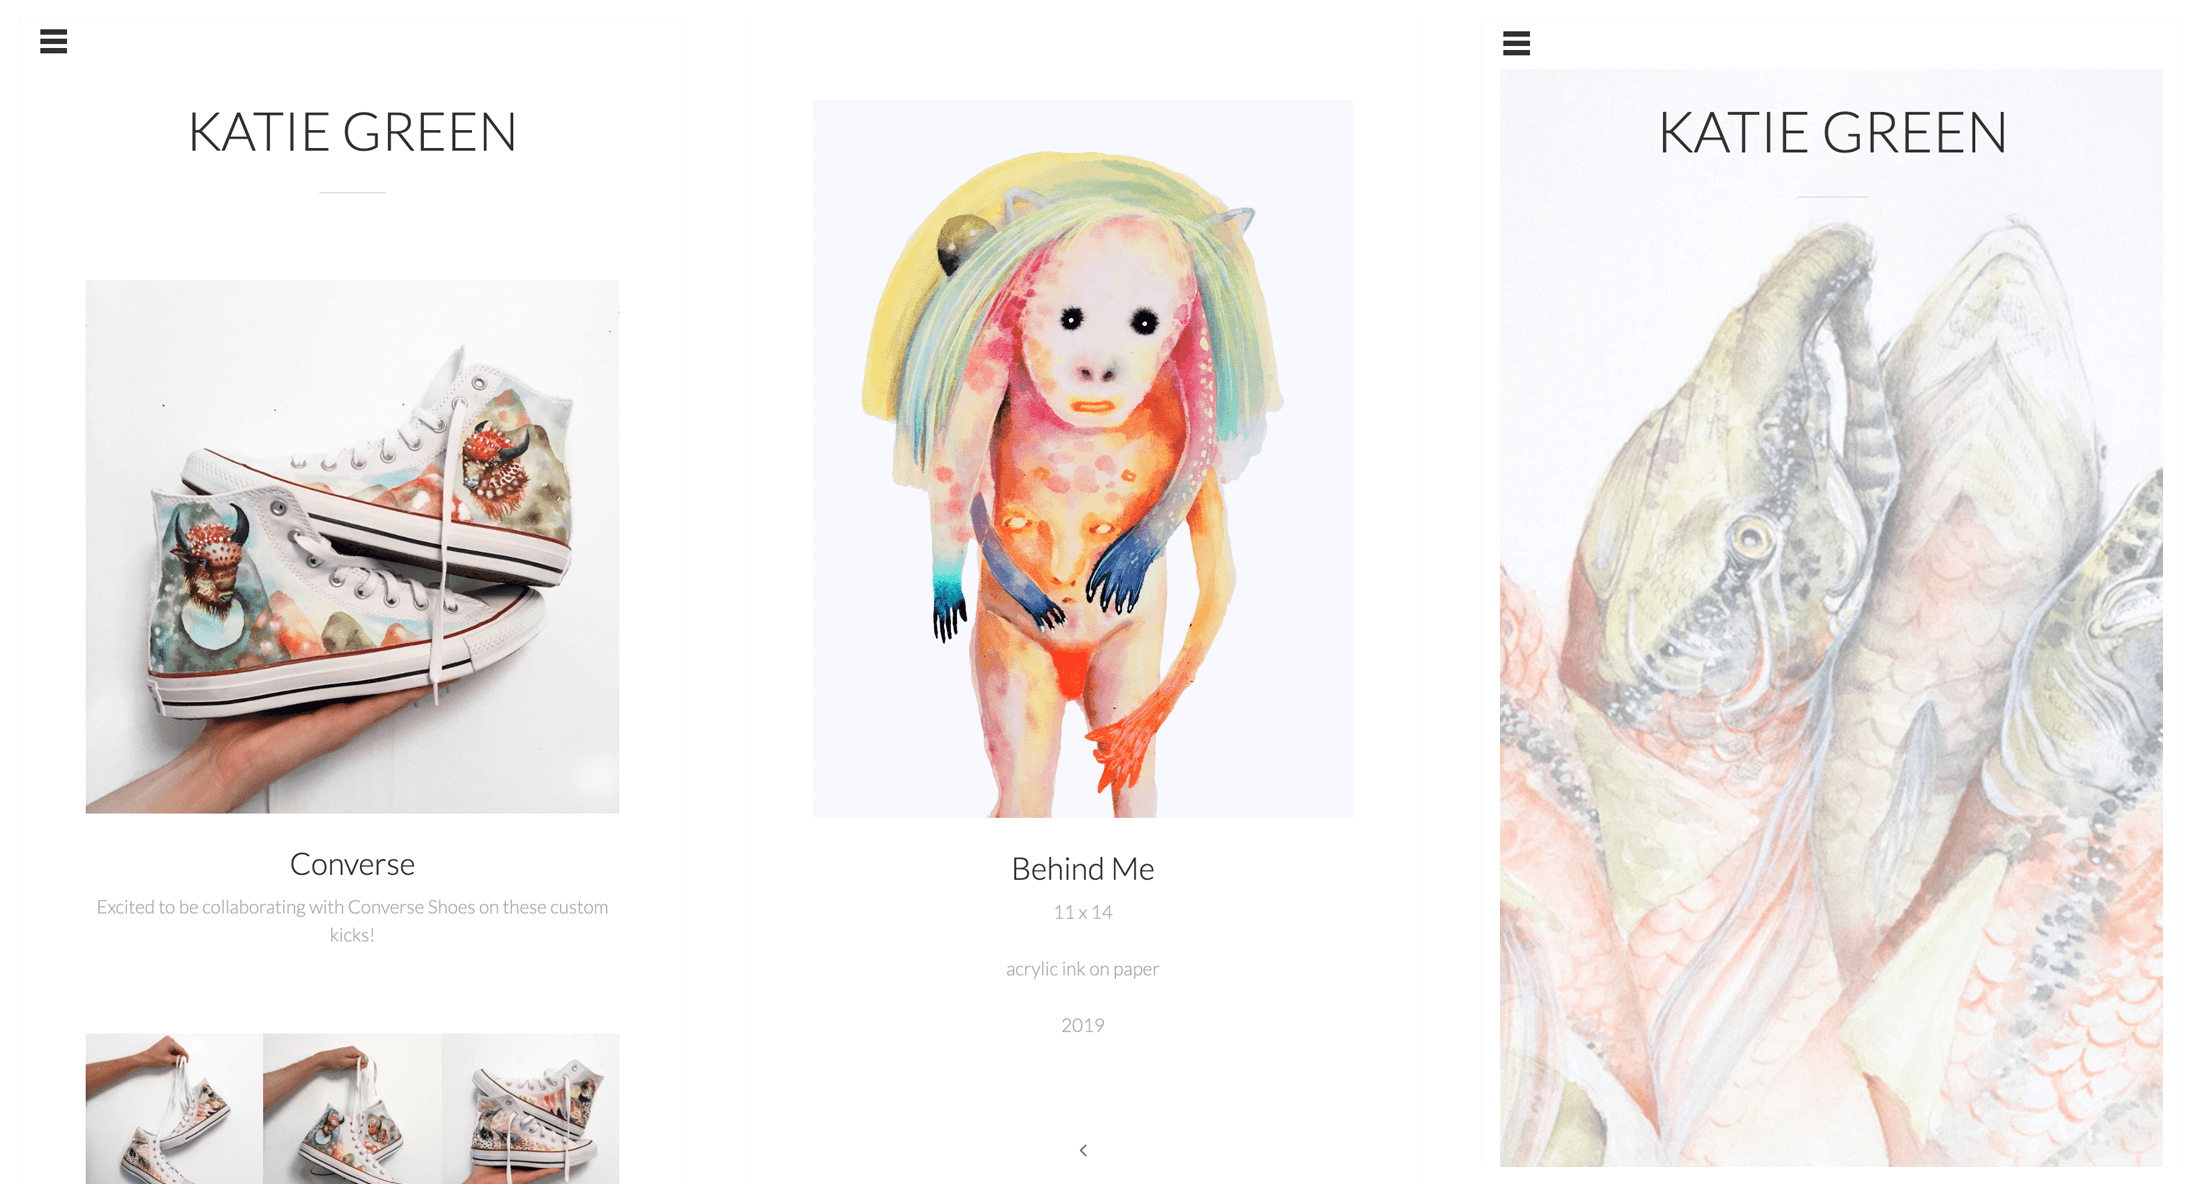 KATIE GREEN
Converse
Excited to be collaborating with Converse Shoes on these custom
kicks!
Behind Me
11 x 14
acrylic ink on paper
2019
KATIE GREEN